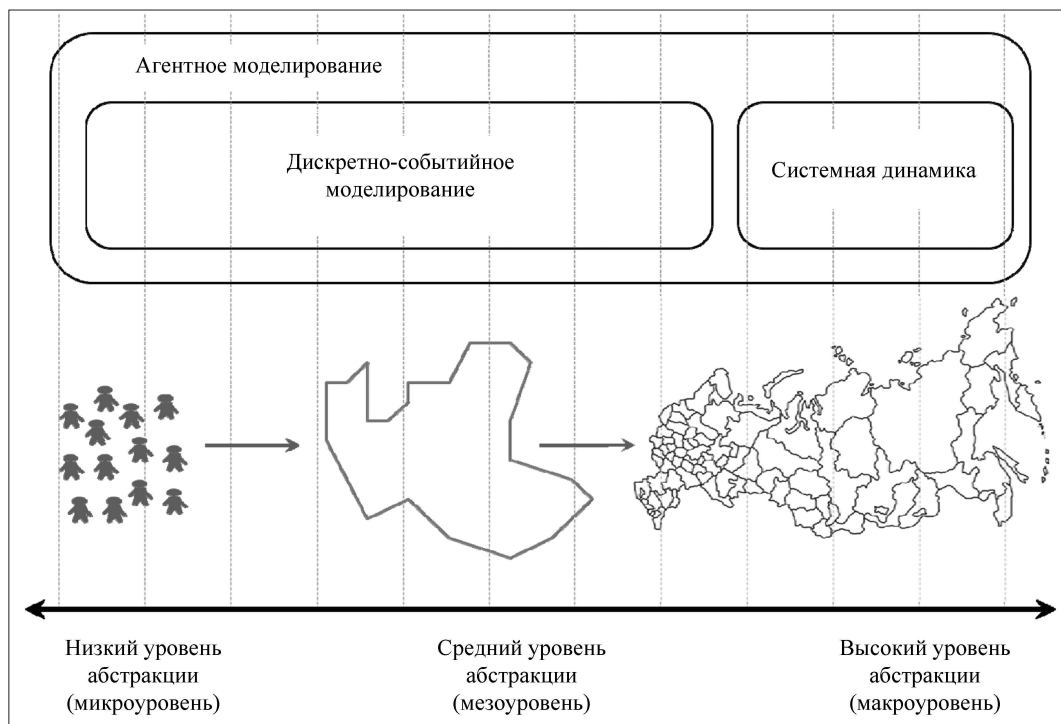 Агентное моделирование
Дискретно-событийное
моделирование
Системная динамика
Низкий уровень
абстракции
(микроуровень)
Средний уровень
абстракции
(мезоуровень)
Высокий уровень
абстракции
(макроуровень)